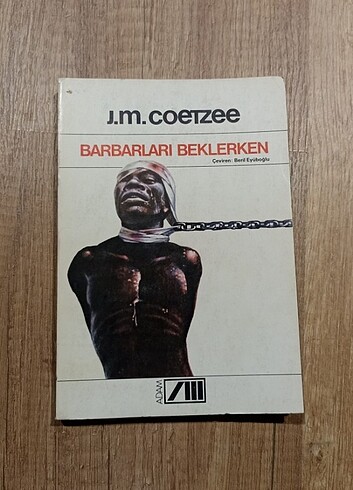 J.M. COETZEE
BARBARLARI BEKLERKEN
Çeviren: Beril Eyüboğlu
ADAM